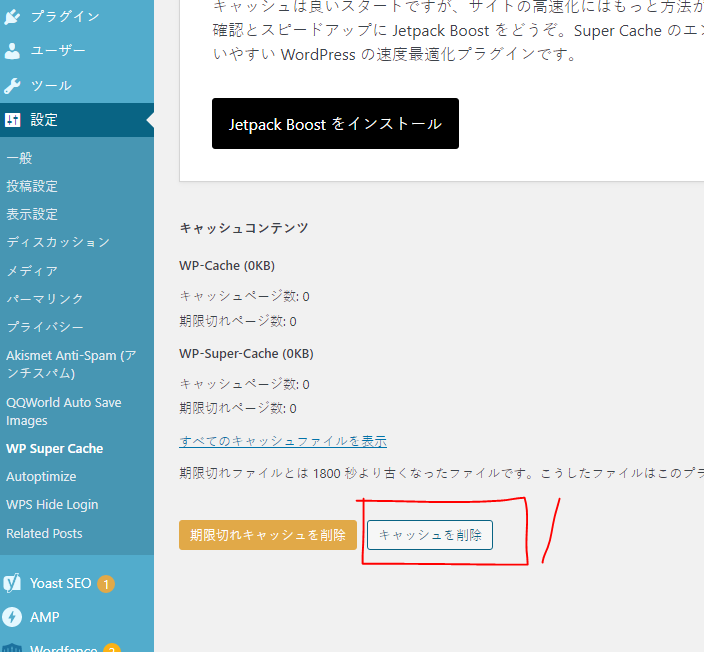 プラグイン
ユーザー
ツール
設定
一般
投稿設定
表示設定
ディスカッション
メディア
パーマリンク
プライバシー
Akismet Anti-Spam (ア
ンチスパム)
QQWorld Auto Save
Images
WP Super Cache
Autoptimize
WPS Hide Login
Related Posts
Yoast SEO 1
AMP
Wordfence 2
キャッシュは良いスタートですが、サイトの高速化にはもっと方法が
確認とスピードアップに Jetpack Boost をどうぞ。Super Cache のエン
いやすい WordPress の速度最適化プラグインです。
Jetpack Boost をインストール
キャッシュコンテンツ
WP-Cache (0KB)
キャッシュページ数: 0
期限切れページ数: 0
WP-Super-Cache (0KB)
キャッシュページ数: 0
期限切れページ数: 0
すべてのキャッシュファイルを表示
期限切れファイルとは 1800 秒より古くなったファイルです。こうしたファイルはこのプラ
期限切れキャッシュを削除
キャッシュを削除